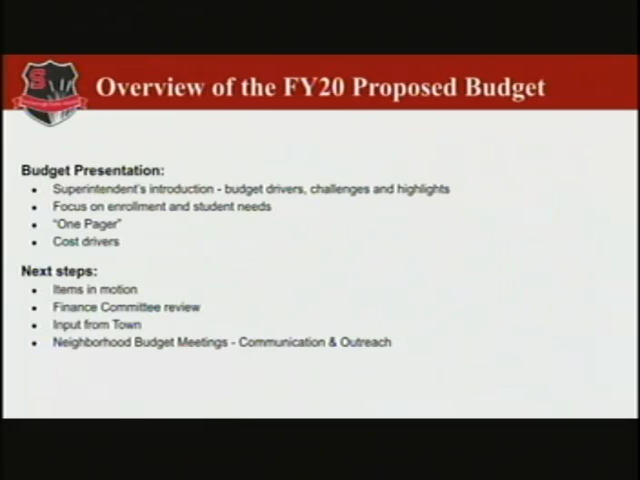 S
Overview of the FY20 Proposed Budget
Budget Presentation:
• Superintendent's introduction - budget drivers, challenges and highlights
• Focus on enrollment and student needs
• "One Pager"
• Cost drivers
Next steps:
• Items in motion
• Finance Committee review
• Input from Town
• Neighborhood Budget Meetings - Communication & Outreach